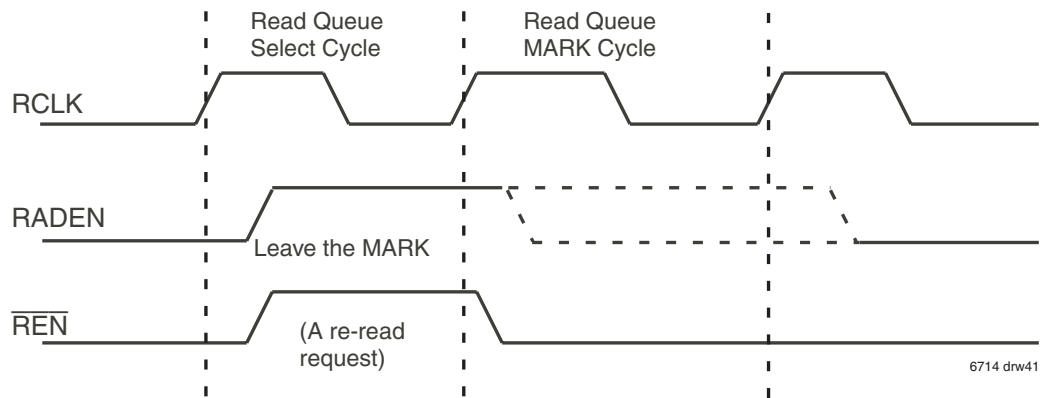 Read Queue
Select Cycle
Read Queue
MARK Cycle
RCLK
RADEN
Leave the MARK
REN
(A re-read
request)
6714 drw41